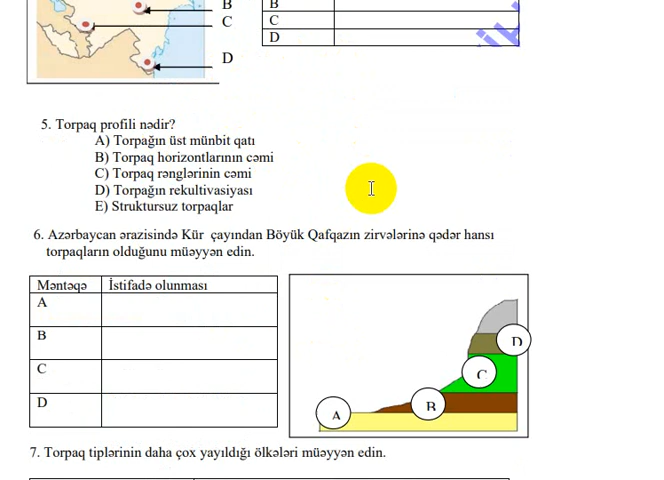 B
C
D
B
C
D
5. Torpaq profili nədir?
A) Torpağın üst münbit qatı
B) Torpaq horizontlarının cəmi
C) Torpaq rənglərinin cəmi
D) Torpağın rekultivasiyası
E) Struktursuz torpaqlar
6. Azərbaycan ərazisində Kür çayından Böyük Qafqazın zirvələrinə qədər hansı
torpaqların olduğunu müəyyən edin.
Məntəqə İstifadə olunması
A
B
C
D
D
C
B
A
7. Torpaq tiplərinin daha çox yayıldığı ölkələri müəyyən edin.